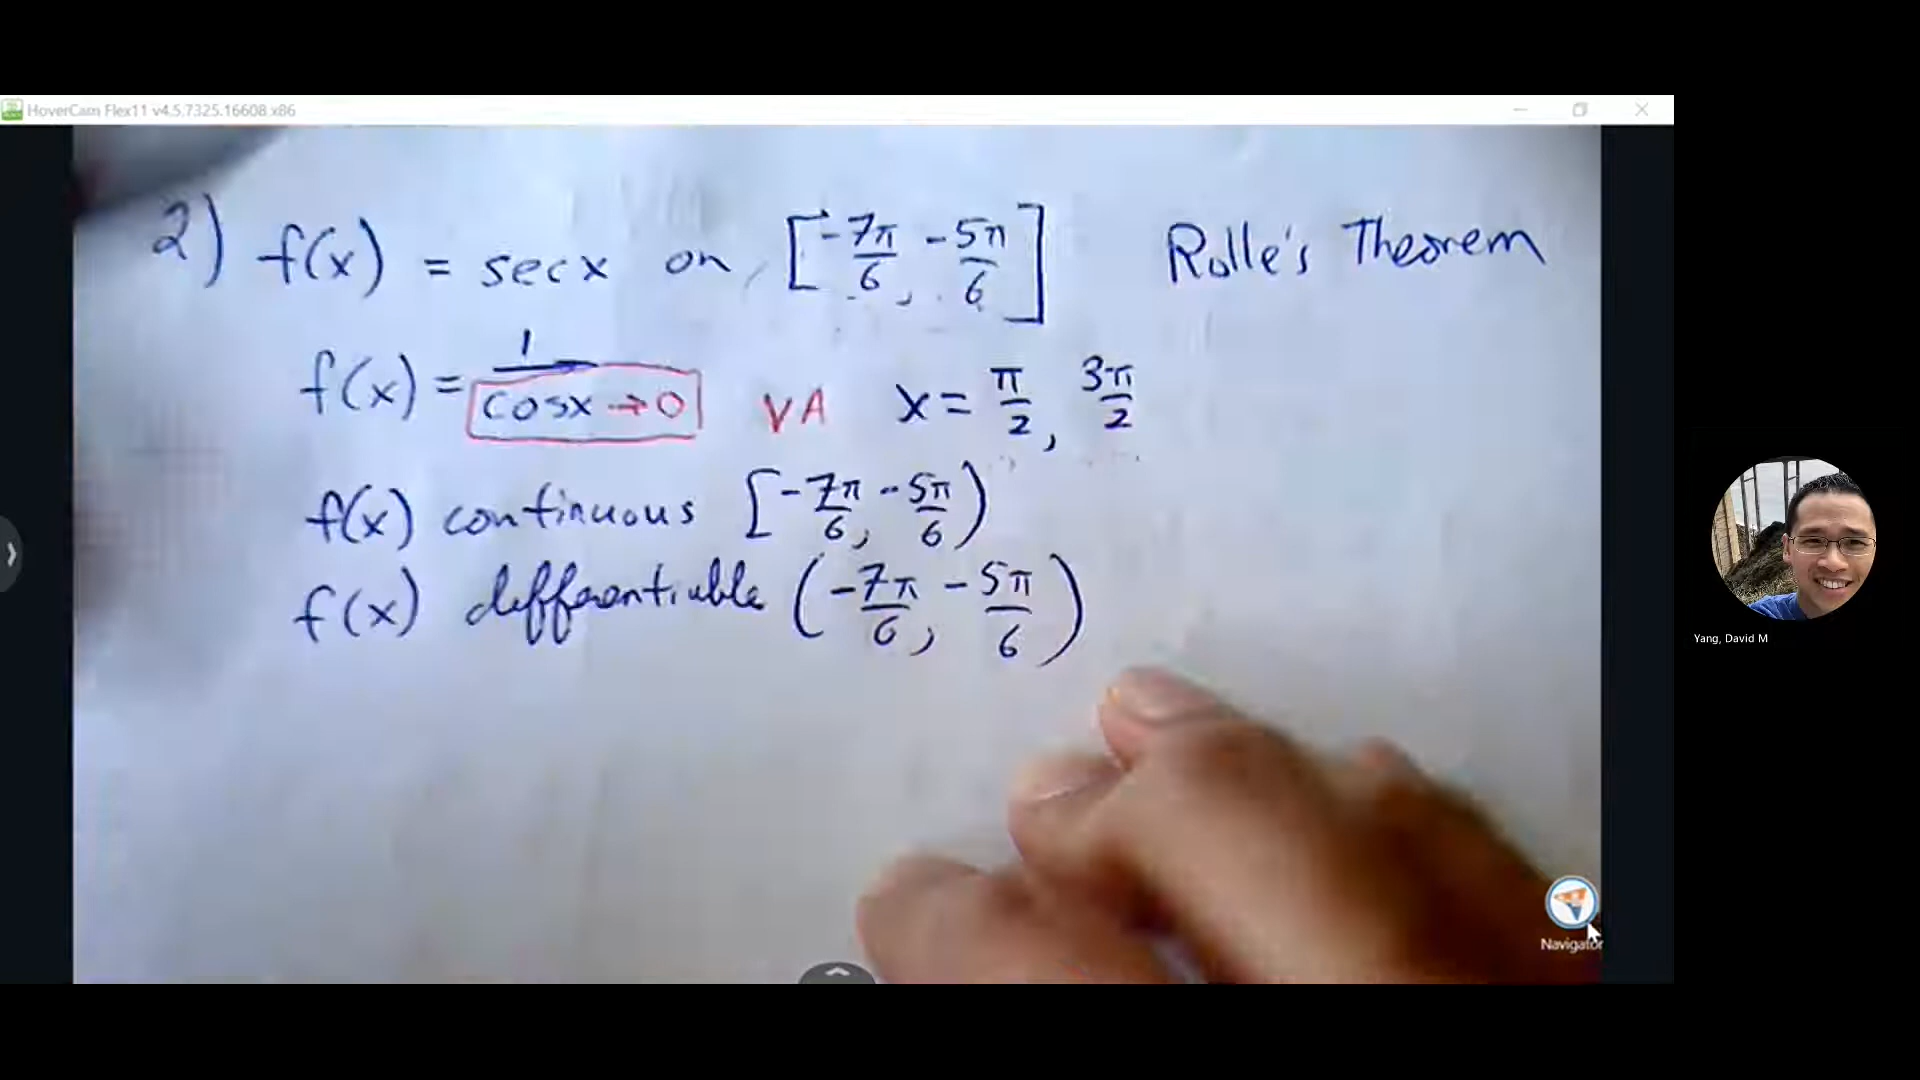 HoverCam Flex11 v4.5.7325.16608.x86
2) f(x) = sec x on [-7π/6, -5π/6] Rolle's Theorem
f(x) = 1/cosx→0 VA x = π/2, 3π/2
f(x) continuous [-7π/6, -5π/6)
f(x) differentiable (-7π/6, -5π/6)
Yang, David M
Navigator